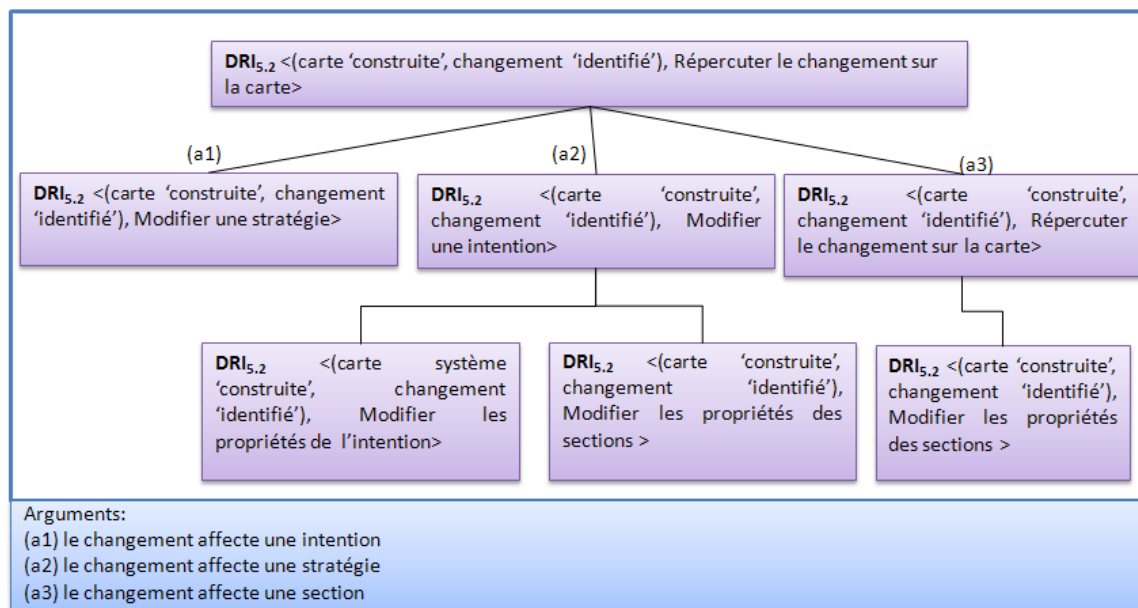 DRI5.2 <(carte ‘construite’, changement ‘identifié’), Répercuter le changement sur
la carte>
(a1)
(a2)
(a3)
DRI5.2 <(carte ‘construite’, changement
‘identifié’), Modifier une stratégie>
DRI5.2 <(carte ‘construite’,
changement ‘identifié’), Modifier
une intention>
DRI5.2 <(carte ‘construite’,
changement ‘identifié’), Répercuter
le changement sur la carte>
DRI5.2 <(carte système
‘construite’, changement
‘identifié’), Modifier les
propriétés de l’intention>
DRI5.2 <(carte ‘construite’,
changement ‘identifié’),
Modifier les propriétés des
sections >
DRI5.2 <(carte ‘construite’,
changement ‘identifié’),
Modifier les propriétés
des sections >
Arguments:
(a1) le changement affecte une intention
(a2) le changement affecte une stratégie
(a3) le changement affecte une section